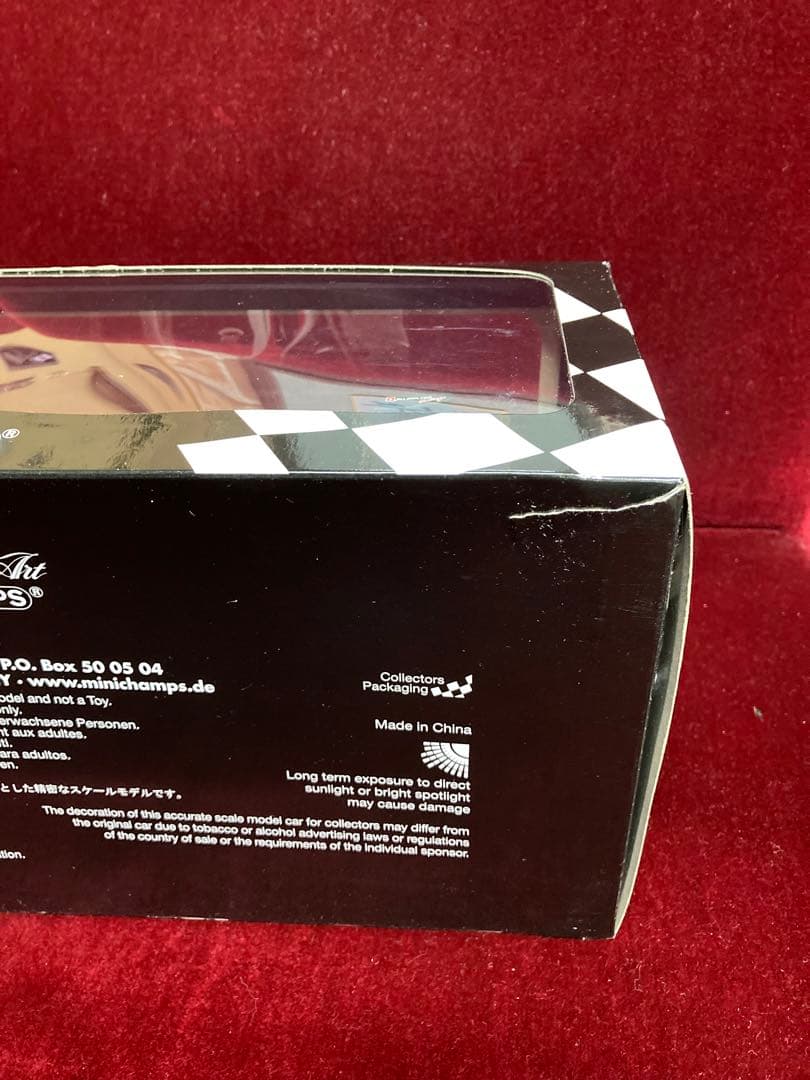 ®
Art
PS®
P.O. Box 50 05 04
Y · www.minichamps.de
odel and not a Toy.
only.
erwachsene Personen.
nt aux adultes.
tti.
ara adultos.
en.
とした精密なスケールモデルです。
tion.
Collectors
Packaging
Made in China
Long term exposure to direct
sunlight or bright spotlight
may cause damage
The decoration of this accurate scale model car for collectors may differ from
the original car due to tobacco or alcohol advertising laws or regulations
of the country of sale or the requirements of the individual sponsor.